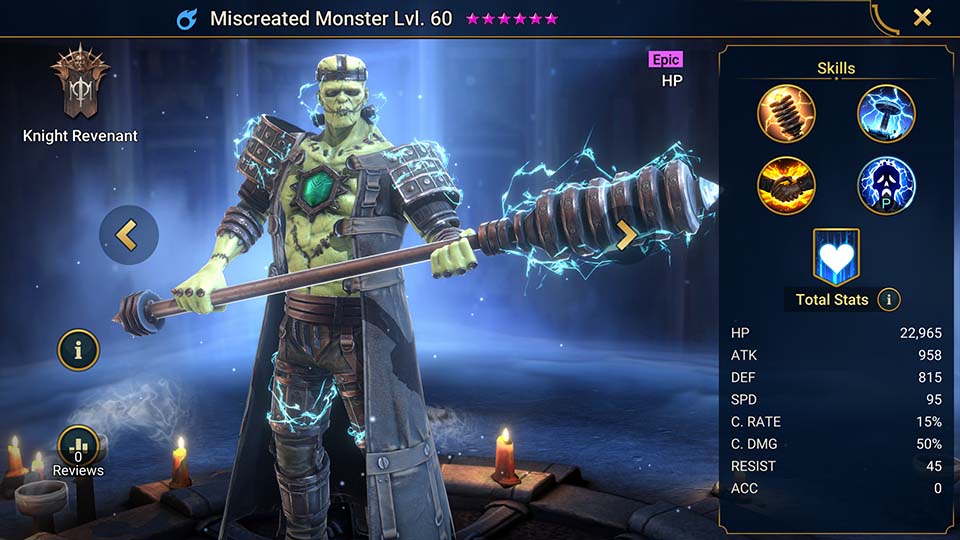 Miscreated Monster Lvl. 60
Epic
HP
Knight Revenant
0
Reviews
Skills
P
Total Stats i
HP 22,965
ATK 958
DEF 815
SPD 95
C. RATE 15%
C. DMG 50%
RESIST 45
ACC 0
i